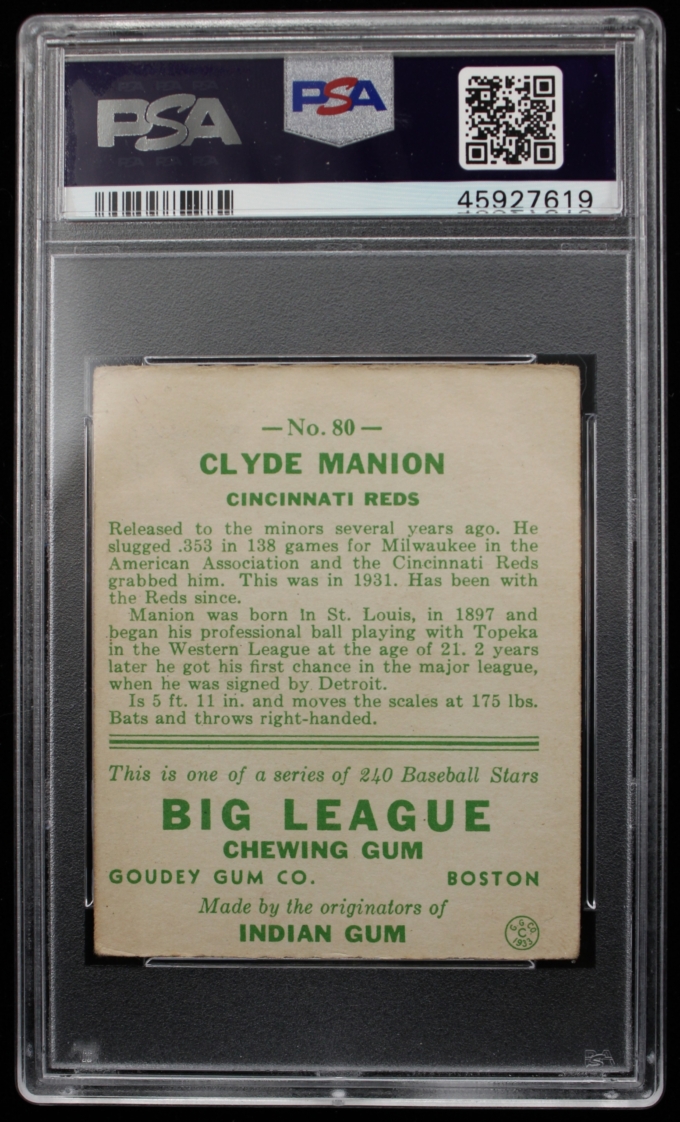 PSA
PSA
45927619
— No. 80 —
CLYDE MANION
CINCINNATI REDS
Released to the minors several years ago. He
slugged .353 in 138 games for Milwaukee in the
American Association and the Cincinnati Reds
grabbed him. This was in 1931. Has been with
the Reds since.
Manion was born in St. Louis, in 1897 and
began his professional ball playing with Topeka
in the Western League at the age of 21. 2 years
later he got his first chance in the major league,
when he was signed by Detroit.
Is 5 ft. 11 in. and moves the scales at 175 lbs.
Bats and throws right-handed.
This is one of a series of 240 Baseball Stars
BIG LEAGUE
CHEWING GUM
GOUDEY GUM CO. BOSTON
Made by the originators of
INDIAN GUM
G. G. CO.
C
1933
PSA